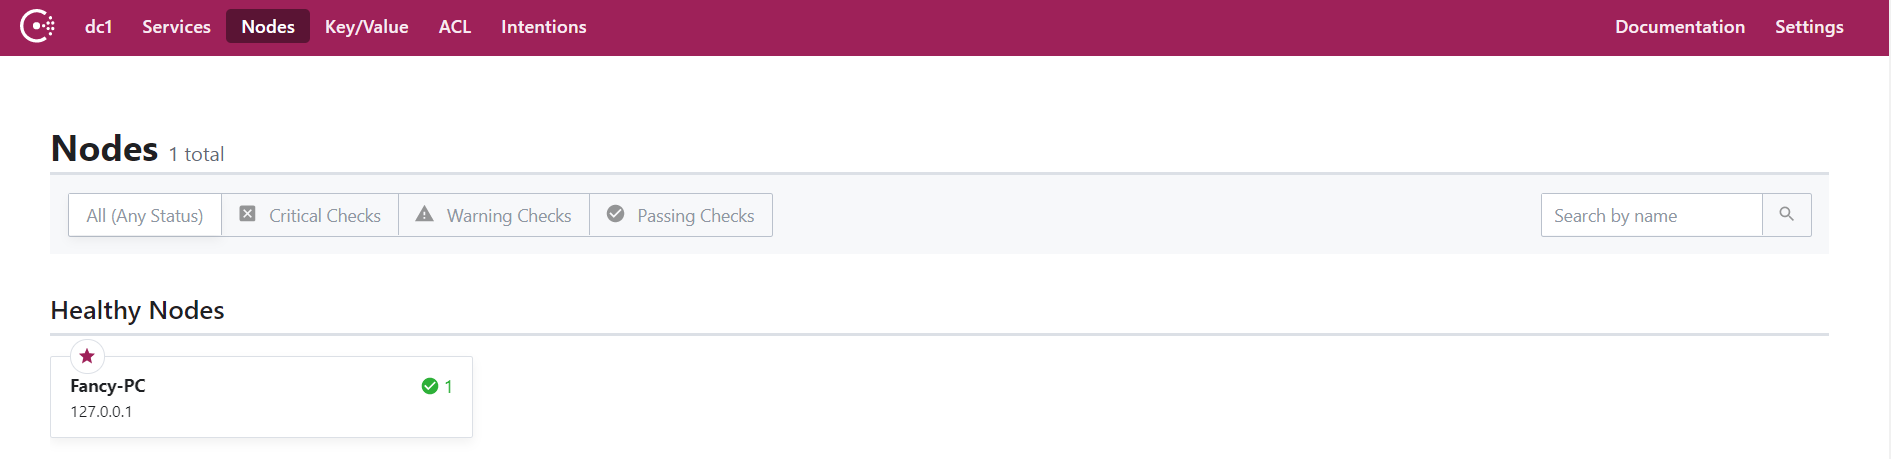 dc1 Services Nodes Key/Value ACL Intentions Documentation Settings
Nodes 1 total
All (Any Status) Critical Checks Warning Checks Passing Checks Search by name
Healthy Nodes
Fancy-PC 1
127.0.0.1